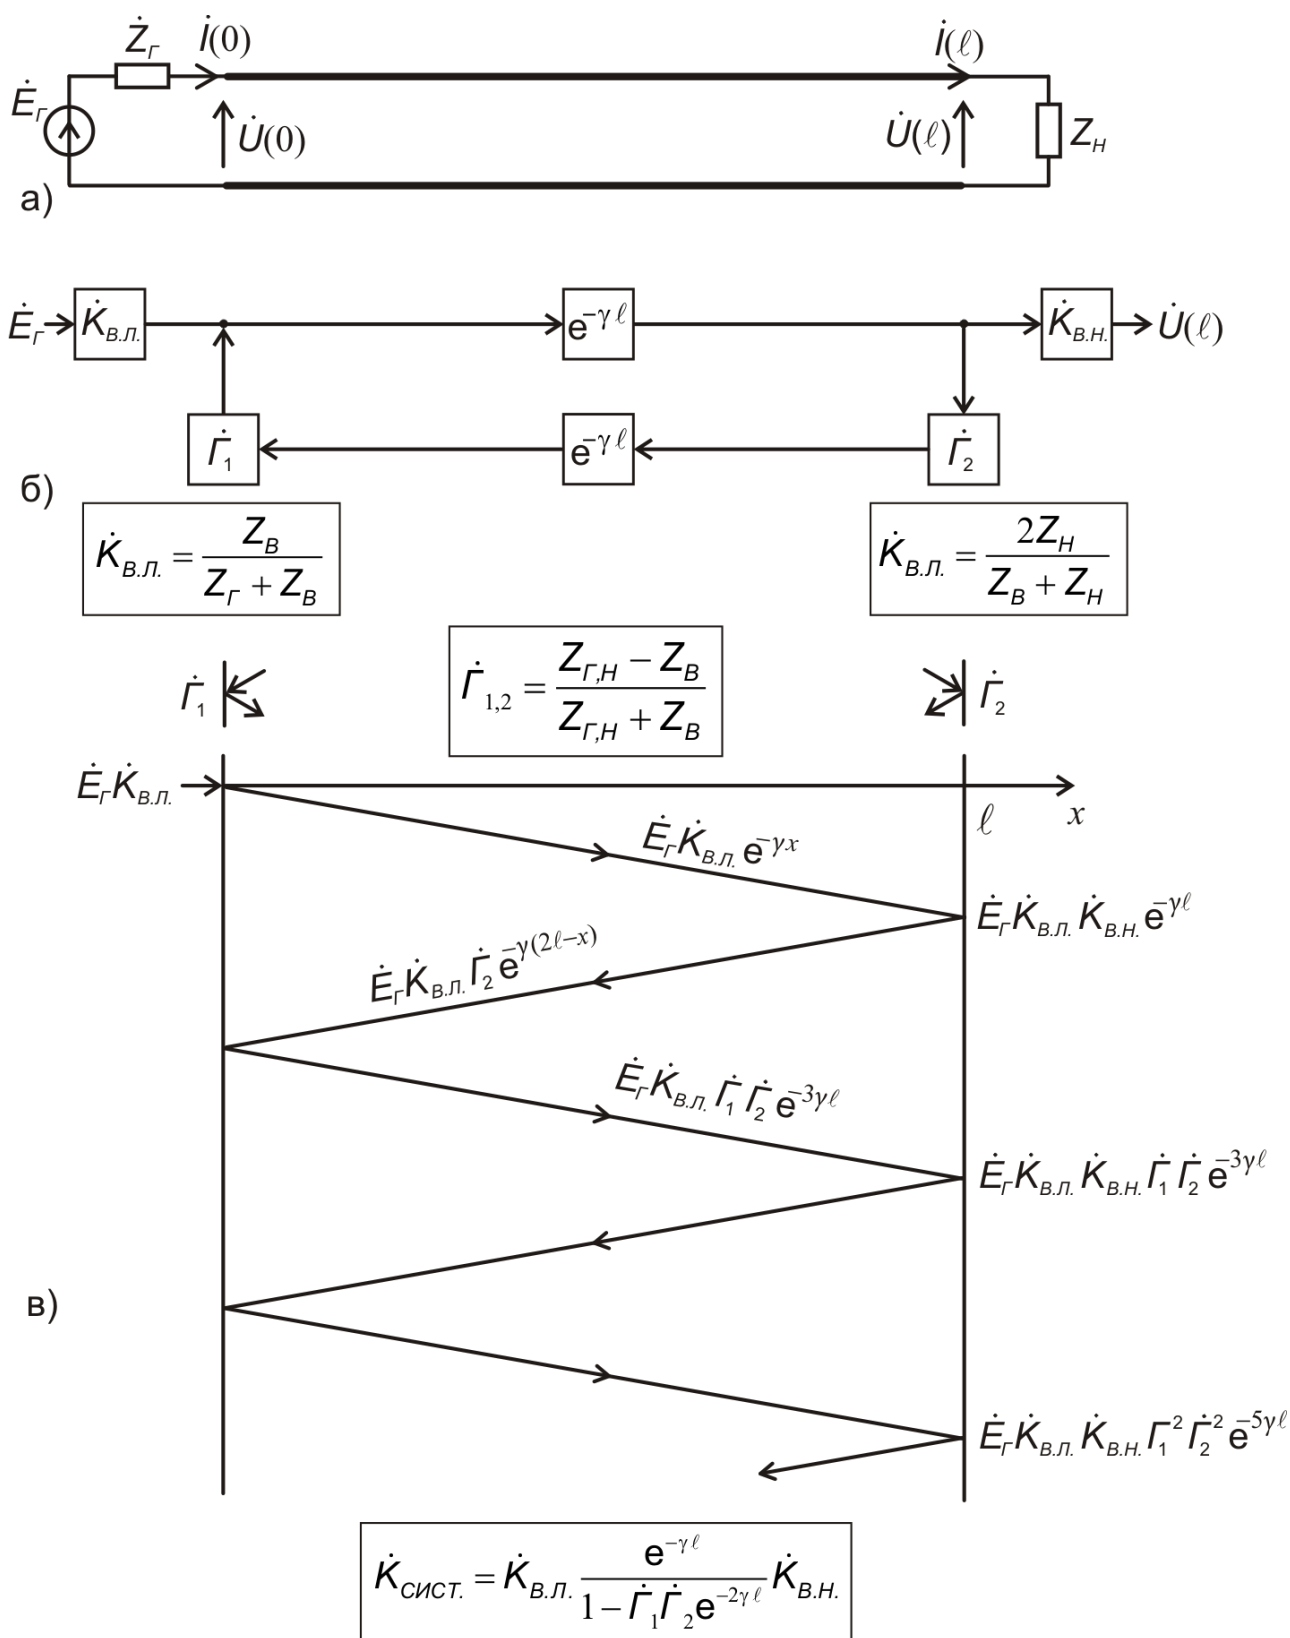 Ż_Г İ(0) İ(ℓ)
Ė_Г U̇(0) U̇(ℓ) Z_Н
а)
Ė_Г K̇_В.Л. e^{−γℓ} K̇_В.Н. U̇(ℓ)
Γ̇_1 e^{−γℓ} Γ̇_2
б)
K̇_В.Л. = Z_В / (Z_Г + Z_В)
K̇_В.Л. = 2Z_Н / (Z_В + Z_Н)
Γ̇_{1,2} = (Z_{Г,Н} − Z_В) / (Z_{Г,Н} + Z_В)
Γ̇_1 Γ̇_2
Ė_Г K̇_В.Л. ℓ x
Ė_Г K̇_В.Л. e^{−γx}
Ė_Г K̇_В.Л. K̇_В.Н. e^{−γℓ}
Ė_Г K̇_В.Л. Γ̇_2 e^{−γ(2ℓ−x)}
Ė_Г K̇_В.Л. Γ̇_1 Γ̇_2 e^{−3γℓ}
Ė_Г K̇_В.Л. K̇_В.Н. Γ̇_1 Γ̇_2 e^{−3γℓ}
в)
Ė_Г K̇_В.Л. K̇_В.Н. Γ_1^2 Γ̇_2^2 e^{−5γℓ}
K̇_СИСТ. = K̇_В.Л. e^{−γℓ} / (1 − Γ̇_1 Γ̇_2 e^{−2γℓ}) K̇_В.Н.